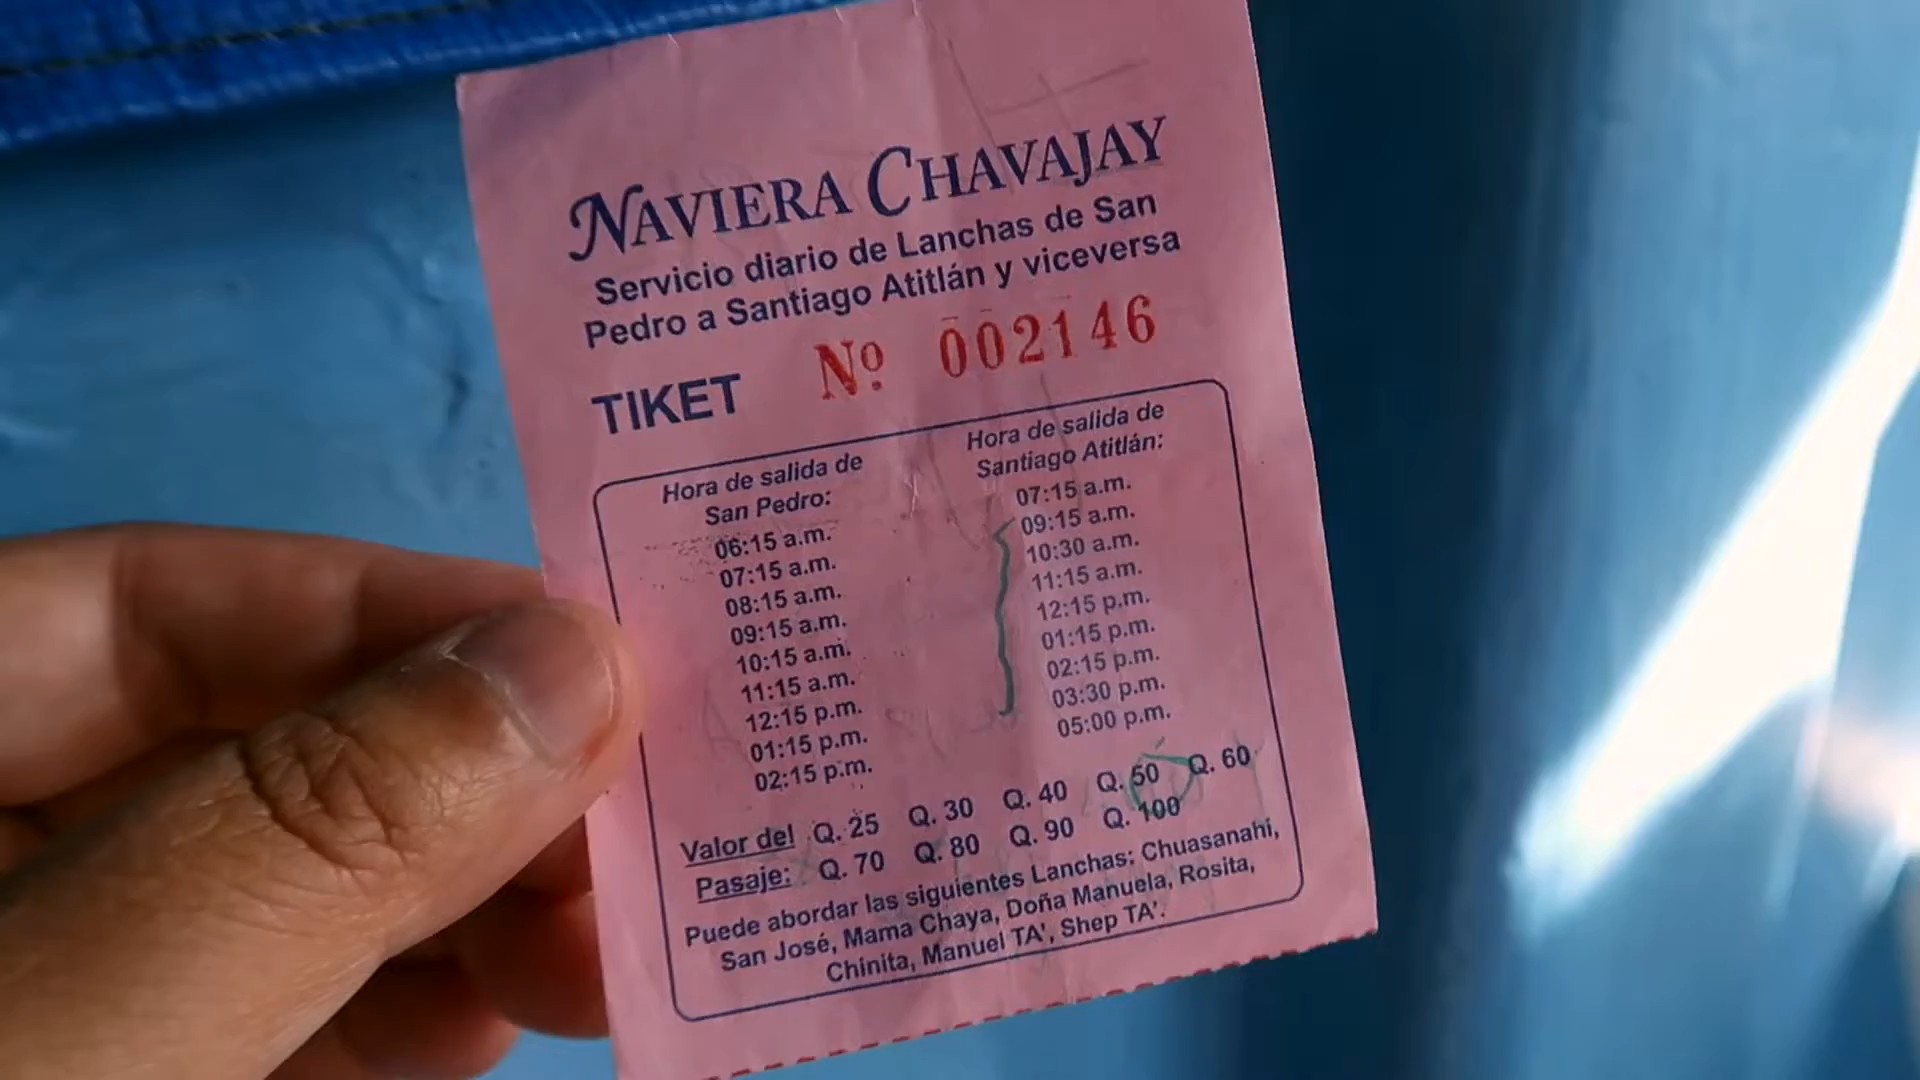 NAVIERA CHAVAJAY
Servicio diario de Lanchas de San
Pedro a Santiago Atitlán y viceversa
TIKET Nº 002146
Hora de salida de
San Pedro:
06:15 a.m.
07:15 a.m.
08:15 a.m.
09:15 a.m.
10:15 a.m.
11:15 a.m.
12:15 p.m.
01:15 p.m.
02:15 p.m.
Hora de salida de
Santiago Atitlán:
07:15 a.m.
09:15 a.m.
10:30 a.m.
11:15 a.m.
12:15 p.m.
01:15 p.m.
02:15 p.m.
03:30 p.m.
05:00 p.m.
Valor del Q. 25 Q. 30 Q. 40 Q. 50 Q. 60
Pasaje: Q. 70 Q. 80 Q. 90 Q. 100
Puede abordar las siguientes Lanchas: Chuasanahí,
San José, Mama Chaya, Doña Manuela, Rosita,
Chinita, Manuel TA', Shep TA'.